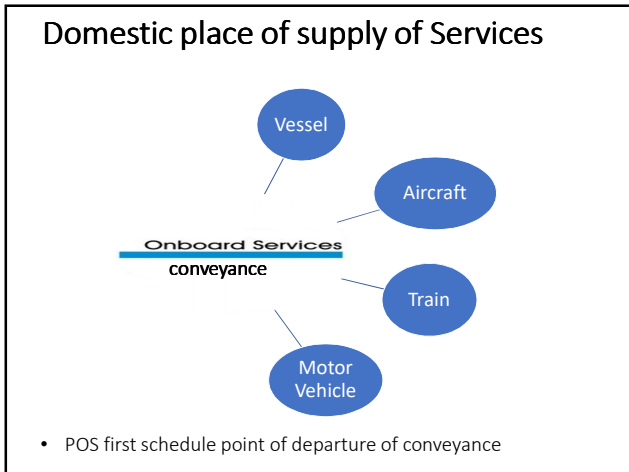 Domestic place of supply of Services
Vessel
Aircraft
Onboard Services
conveyance
Train
Motor
Vehicle
• POS first schedule point of departure of conveyance